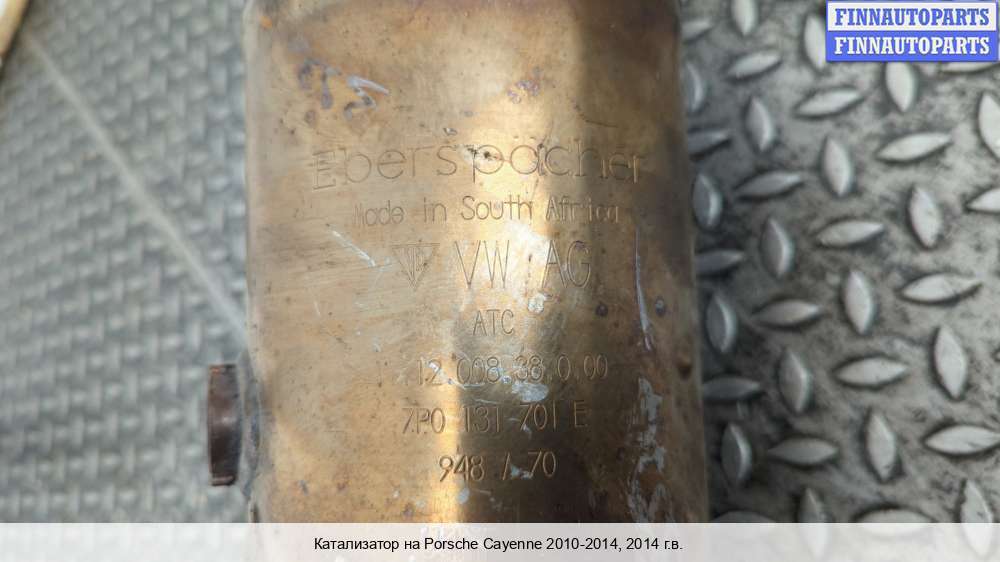 FINNAUTOPARTS
FINNAUTOPARTS
Eberspächer
Made in South Africa
VW AG
ATC
12.008.38.0.00
7P0 131 701 E
948 / 70
Катализатор на Porsche Cayenne 2010-2014, 2014 г.в.